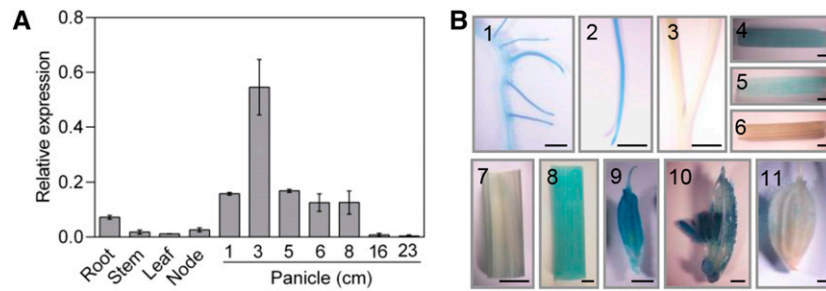 A
Relative expression
0.8
0.6
0.4
0.2
0.0
Root
Stem
Leaf
Node
1 3 5 6 8 16 23
Panicle (cm)
B
1 2 3 4
5
6
7 8 9 10 11